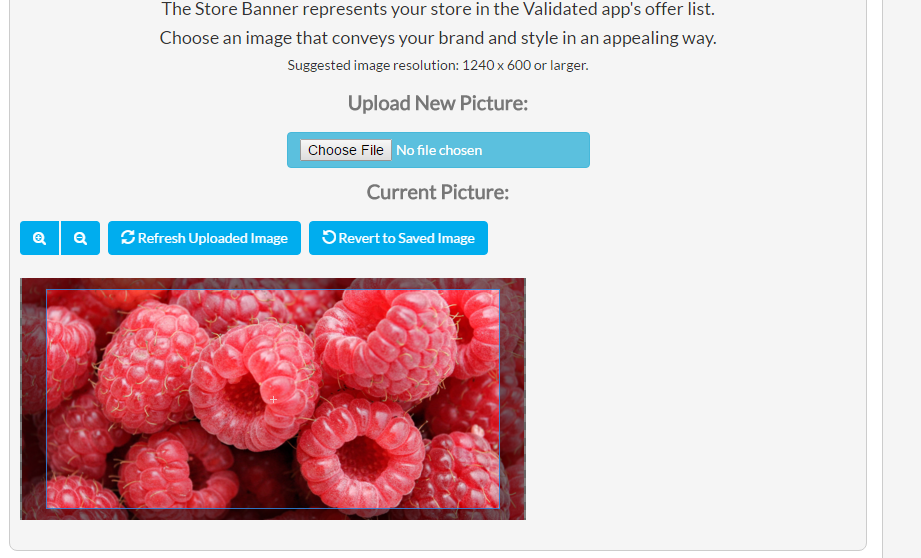 The Store Banner represents your store in the Validated app's offer list.
Choose an image that conveys your brand and style in an appealing way.
Suggested image resolution: 1240 x 600 or larger.
Upload New Picture:
Choose File No file chosen
Current Picture:
Refresh Uploaded Image Revert to Saved Image